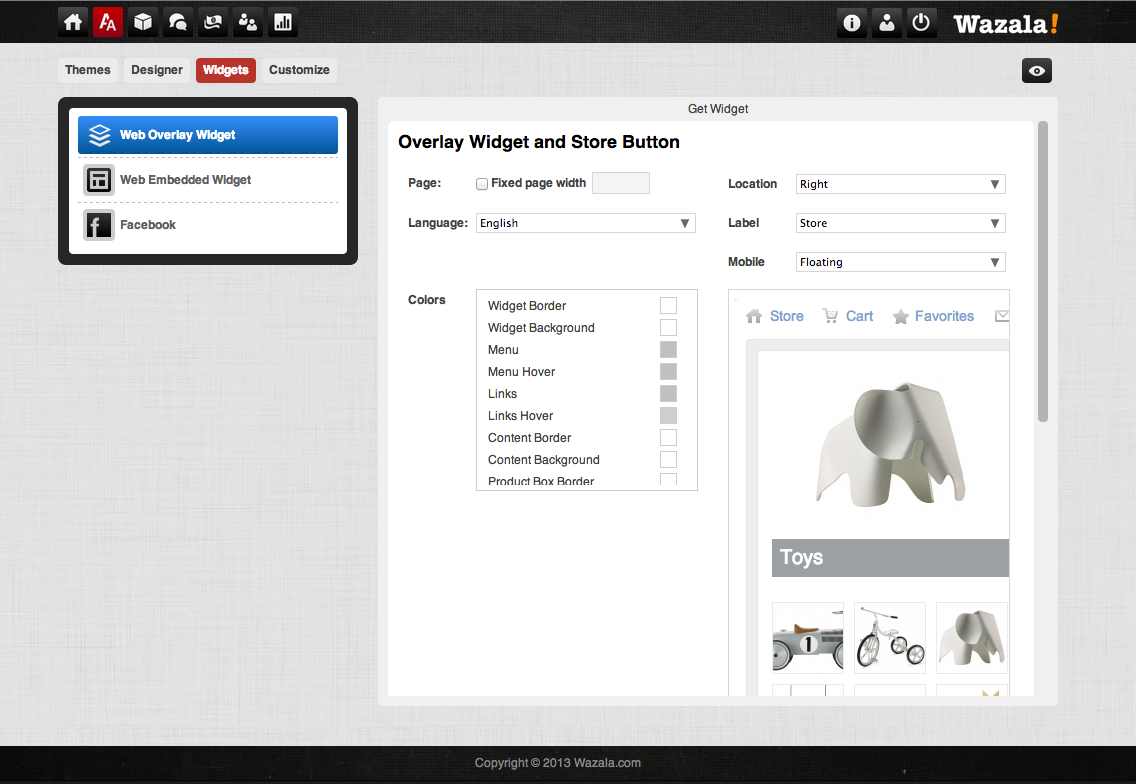 Wazala!
Themes Designer Widgets Customize
Web Overlay Widget
Web Embedded Widget
Facebook
Get Widget
Overlay Widget and Store Button
Page: Fixed page width
Location Right
Language: English
Label Store
Mobile Floating
Colors
Widget Border
Widget Background
Menu
Menu Hover
Links
Links Hover
Content Border
Content Background
Product Box Border
Store Cart Favorites
Toys
1
Copyright © 2013 Wazala.com